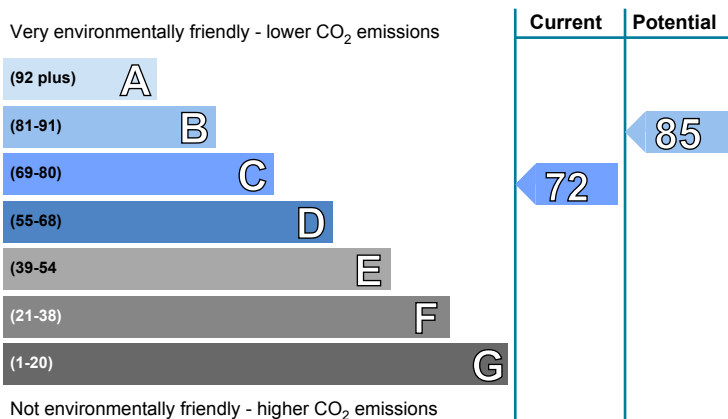 Very environmentally friendly - lower CO2 emissions
Current
Potential
(92 plus) A
(81-91) B
85
(69-80) C
72
(55-68) D
(39-54 E
(21-38) F
(1-20) G
Not environmentally friendly - higher CO2 emissions